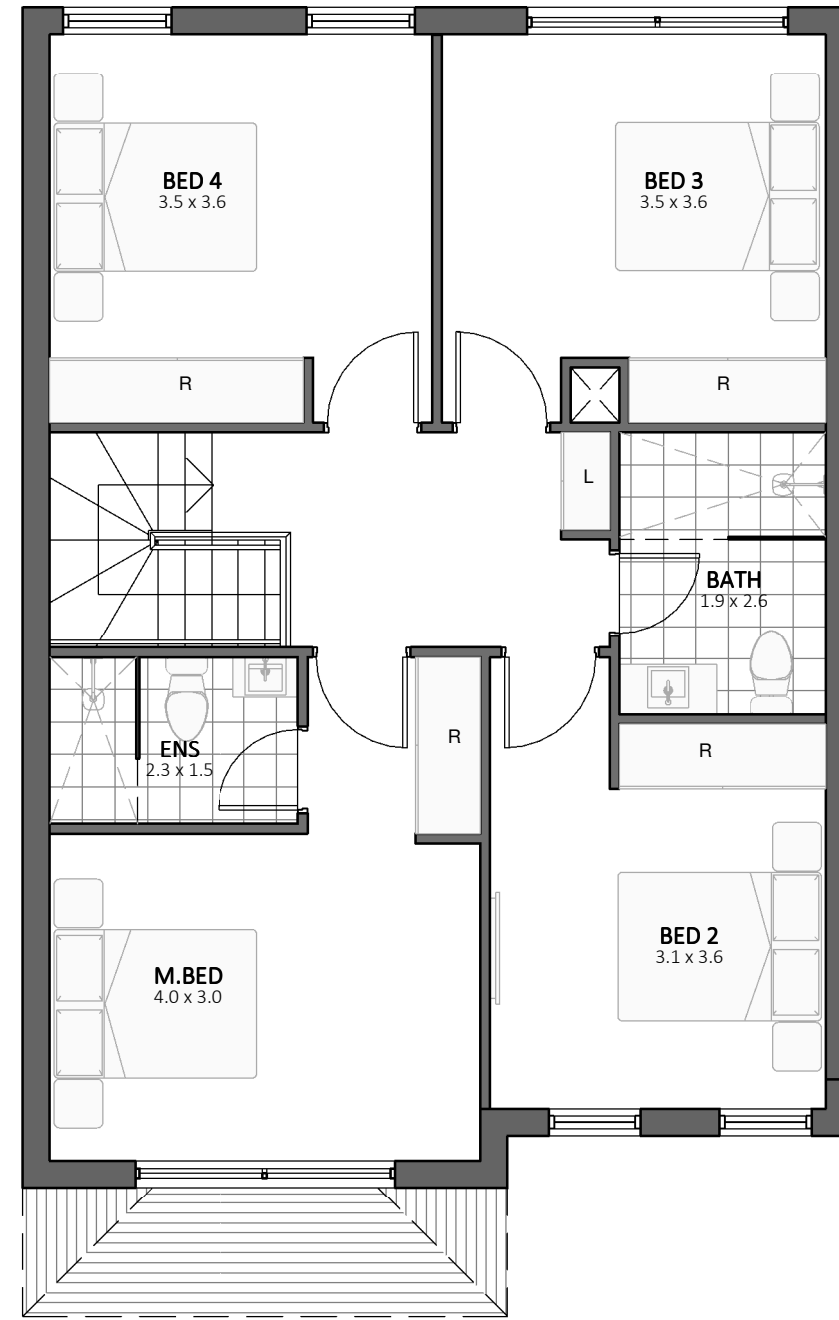 BED 4
3.5 x 3.6
BED 3
3.5 x 3.6
R
R
L
BATH
1.9 x 2.6
ENS
2.3 x 1.5
R
R
BED 2
3.1 x 3.6
M.BED
4.0 x 3.0